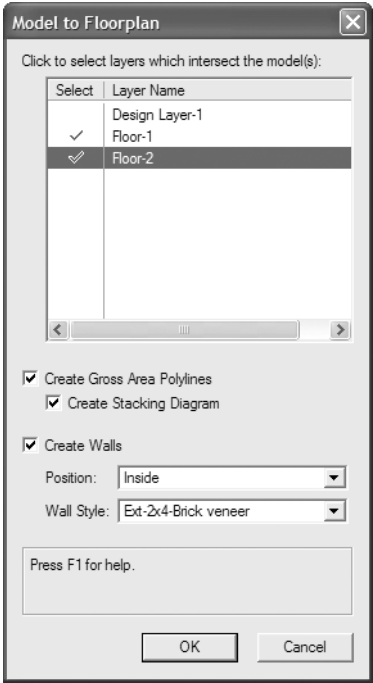 Model to Floorplan
Click to select layers which intersect the model(s):
Select Layer Name
Design Layer-1
Floor-1
Floor-2
Create Gross Area Polylines
Create Stacking Diagram
Create Walls
Position: Inside
Wall Style: Ext-2x4-Brick veneer
Press F1 for help.
OK Cancel